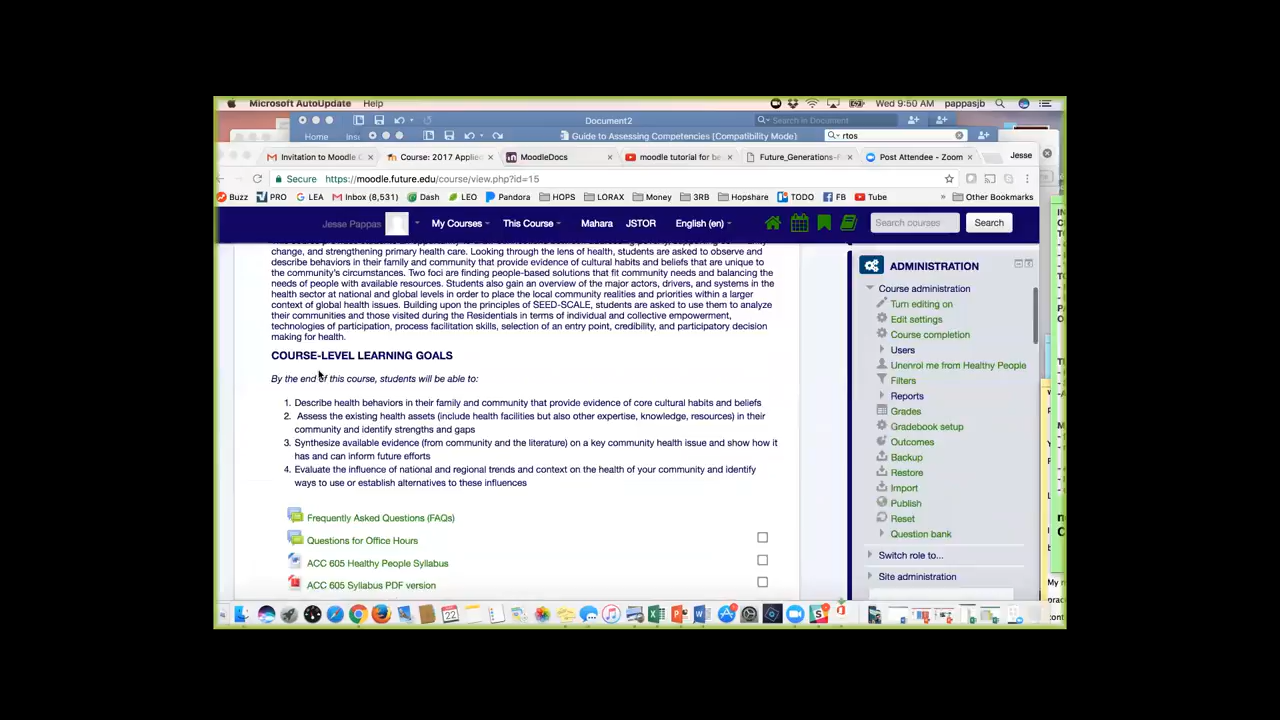 Microsoft AutoUpdate Help
Wed 9:50 AM pappasjb
Document2
Search in Document
Home
Guide to Assessing Competencies [Compatibility Mode]
rtos
Invitation to Moodle
Course: 2017 Applie
MoodleDocs
moodle tutorial for be
Future_Generations-F
Post Attendee - Zoom
Jesse
Secure https://moodle.future.edu/course/view.php?id=15
Buzz PRO LEA Inbox (8,531) Dash LEO Pandora HOPS LORAX Money 3RB Hopshare TODO FB Tube » Other Bookmarks
Jesse Pappas My Courses This Course Mahara JSTOR English (en) Search courses Search
change, and strengthening primary health care. Looking through the lens of health, students are asked to observe and
describe behaviors in their family and community that provide evidence of cultural habits and beliefs that are unique to
the community's circumstances. Two foci are finding people-based solutions that fit community needs and balancing the
needs of people with available resources. Students also gain an overview of the major actors, drivers, and systems in the
health sector at national and global levels in order to place the local community realities and priorities within a larger
context of global health issues. Building upon the principles of SEED-SCALE, students are asked to use them to analyze
their communities and those visited during the Residentials in terms of individual and collective empowerment,
technologies of participation, process facilitation skills, selection of an entry point, credibility, and participatory decision
making for health.
COURSE-LEVEL LEARNING GOALS
By the end of this course, students will be able to:
1. Describe health behaviors in their family and community that provide evidence of core cultural habits and beliefs
2. Assess the existing health assets (include health facilities but also other expertise, knowledge, resources) in their
community and identify strengths and gaps
3. Synthesize available evidence (from community and the literature) on a key community health issue and show how it
has and can inform future efforts
4. Evaluate the influence of national and regional trends and context on the health of your community and identify
ways to use or establish alternatives to these influences
Frequently Asked Questions (FAQs)
Questions for Office Hours
ACC 605 Healthy People Syllabus
ACC 605 Syllabus PDF version
ADMINISTRATION
Course administration
Turn editing on
Edit settings
Course completion
Users
Unenrol me from Healthy People
Filters
Reports
Grades
Gradebook setup
Outcomes
Backup
Restore
Import
Publish
Reset
Question bank
Switch role to...
Site administration
22